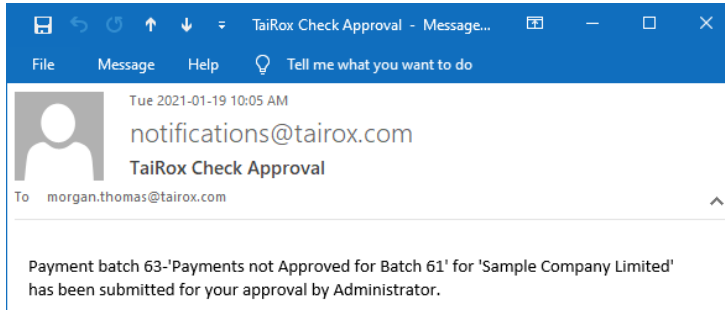 TaiRox Check Approval - Message...
File Message Help Tell me what you want to do
Tue 2021-01-19 10:05 AM
notifications@tairox.com
TaiRox Check Approval
To morgan.thomas@tairox.com
Payment batch 63-'Payments not Approved for Batch 61' for 'Sample Company Limited'
has been submitted for your approval by Administrator.